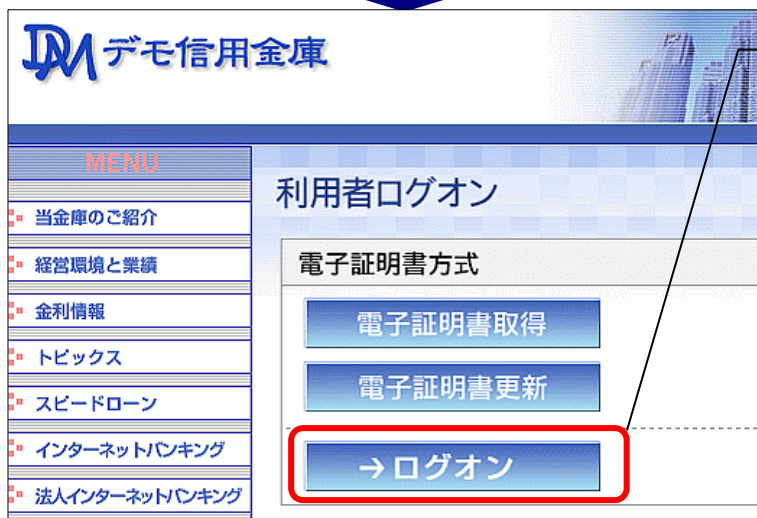 DM デモ信用金庫
MENU
当金庫のご紹介
経営環境と業績
金利情報
トピックス
スピードローン
インターネットバンキング
法人インターネットバンキング
利用者ログオン
電子証明書方式
電子証明書取得
電子証明書更新
→ログオン